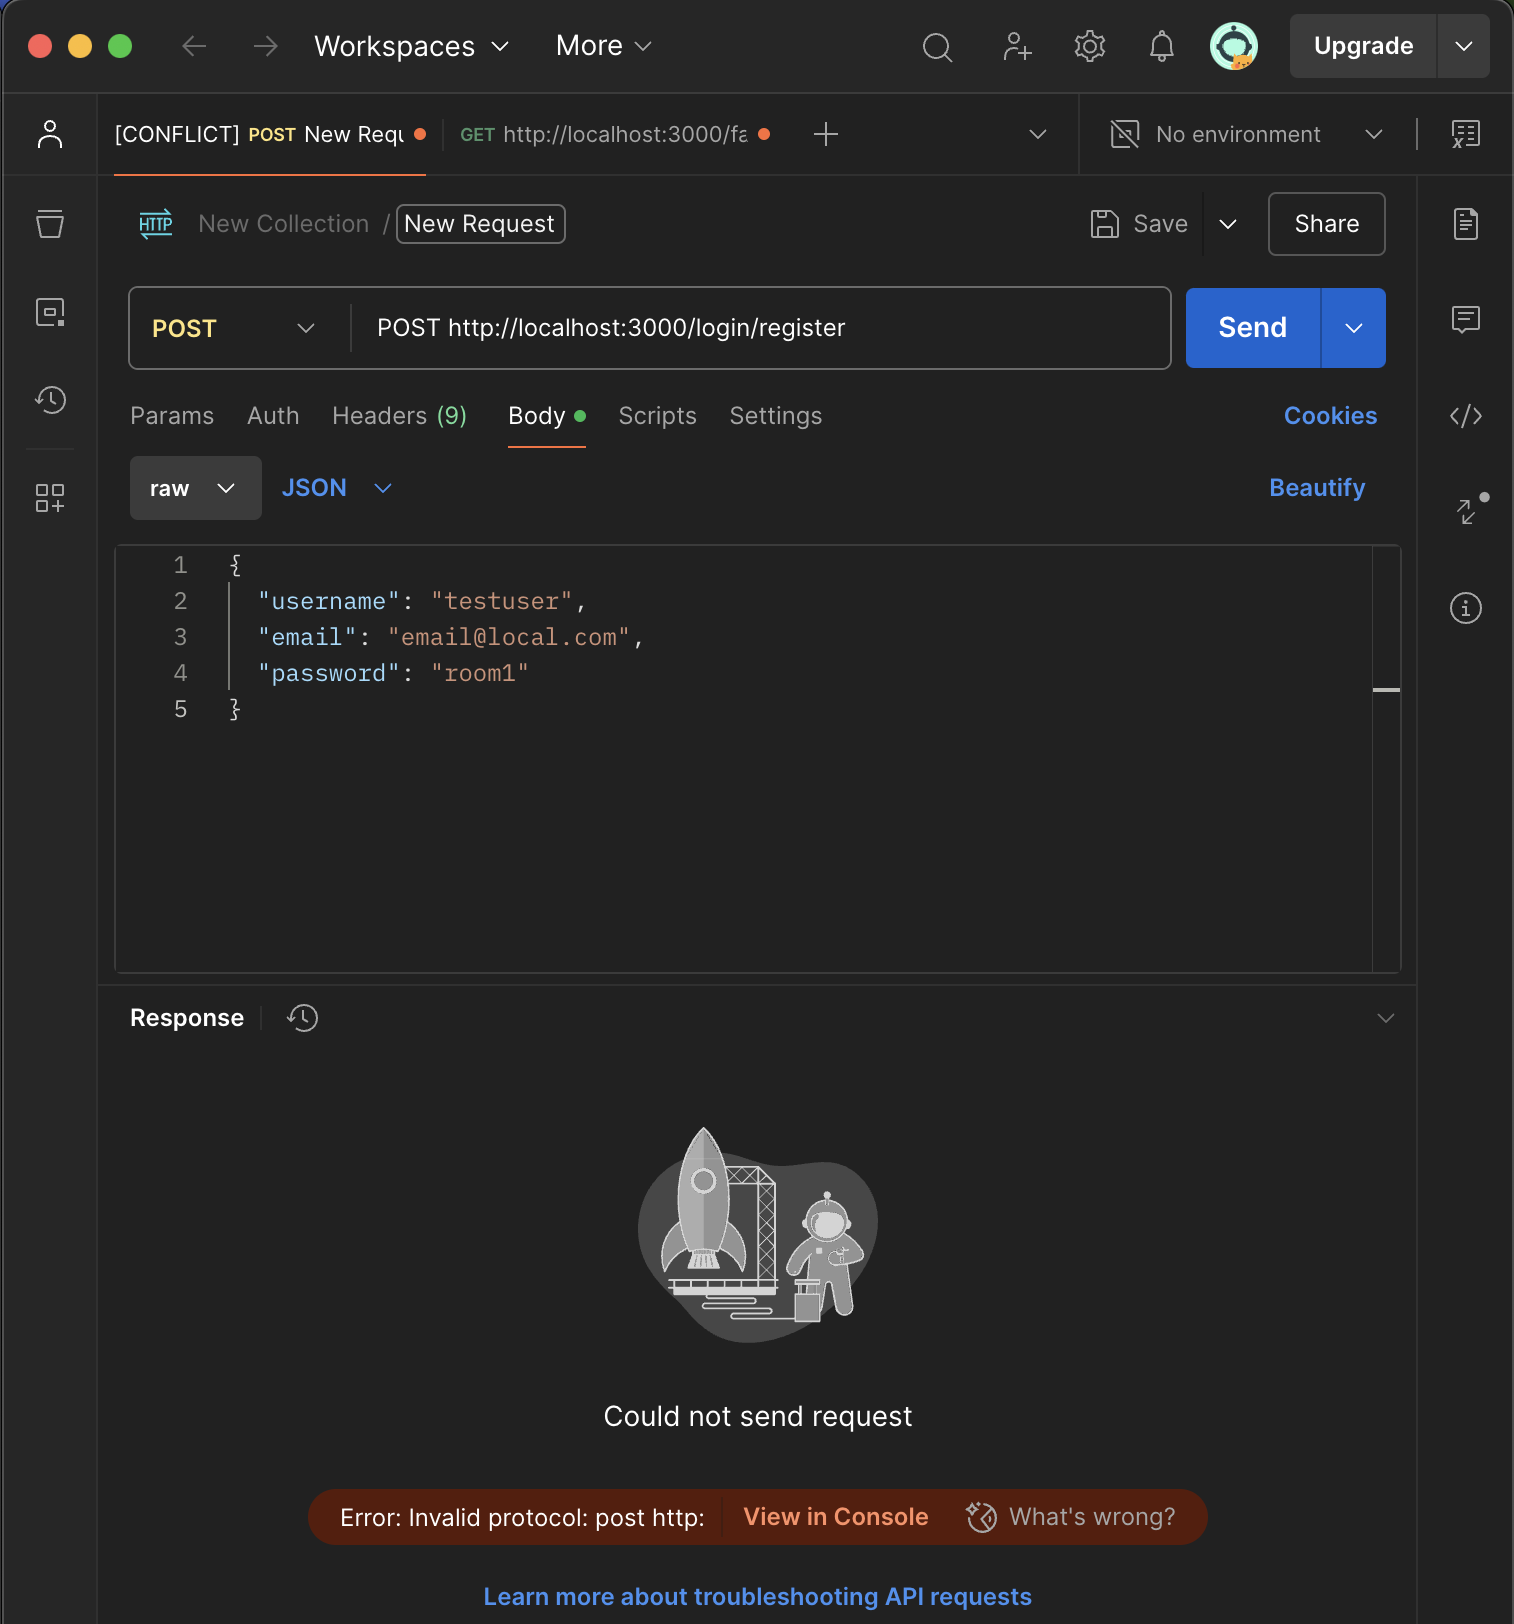 Workspaces More Upgrade
[CONFLICT] POST New Requ GET http://localhost:3000/fa No environment
HTTP New Collection / New Request Save Share
POST POST http://localhost:3000/login/register Send
Params Auth Headers (9) Body Scripts Settings Cookies
raw JSON Beautify
1 {
2 "username": "testuser",
3 "email": "email@local.com",
4 "password": "room1"
5 }
Response
Could not send request
Error: Invalid protocol: post http: View in Console What's wrong?
Learn more about troubleshooting API requests